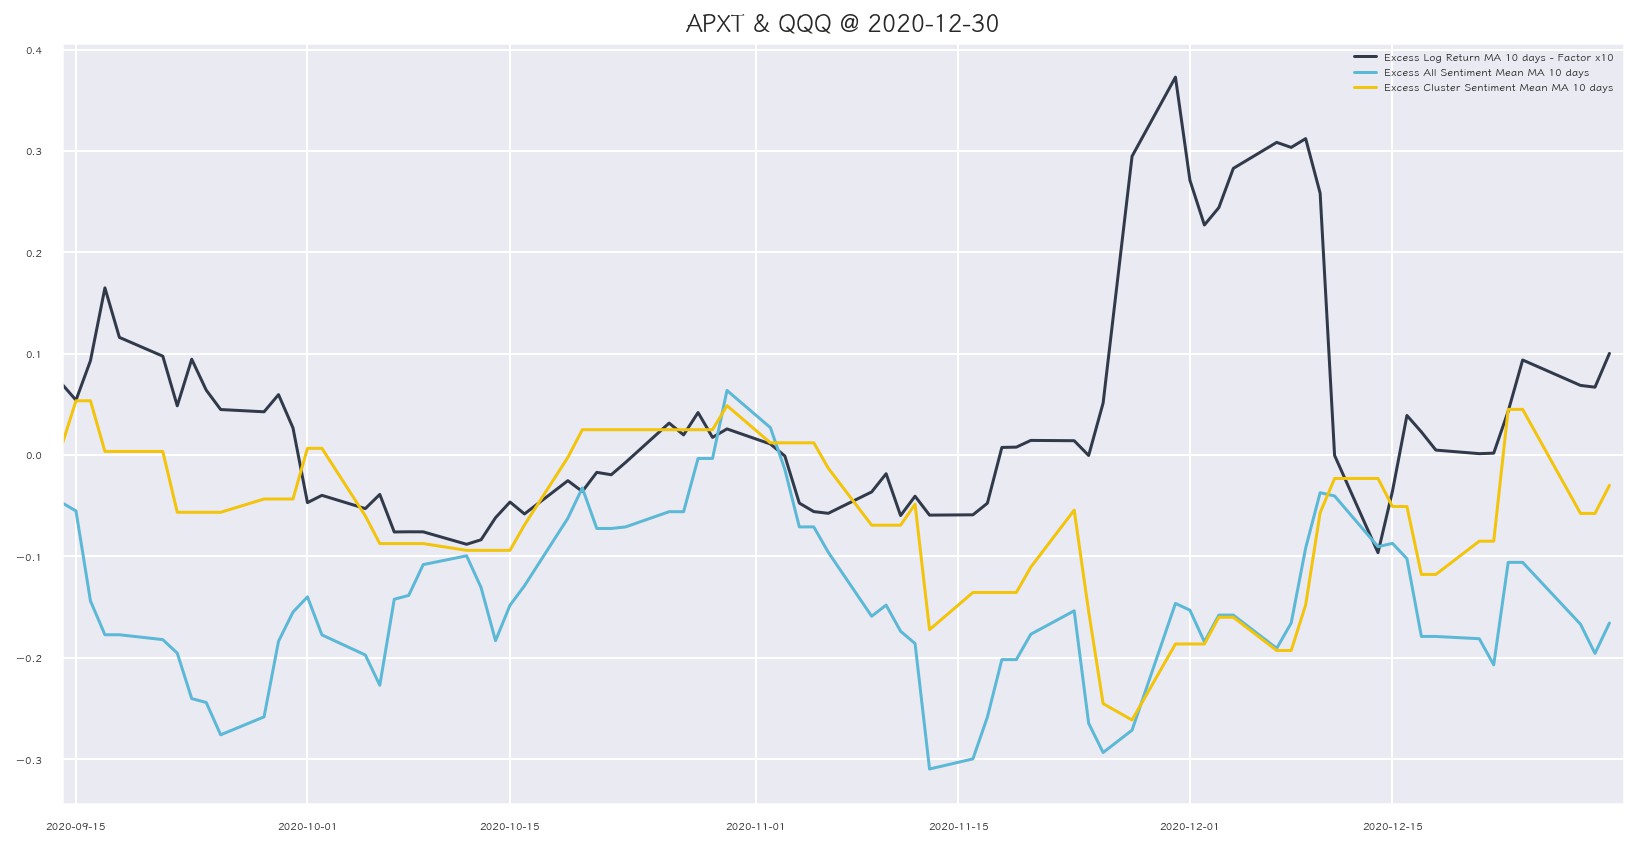 APXT & QQQ @ 2020-12-30
Excess Log Return MA 10 days - Factor x10
Excess All Sentiment Mean MA 10 days
Excess Cluster Sentiment Mean MA 10 days
0.4
0.3
0.2
0.1
0.0
−0.1
−0.2
−0.3
2020-09-15 2020-10-01 2020-10-15 2020-11-01 2020-11-15 2020-12-01 2020-12-15